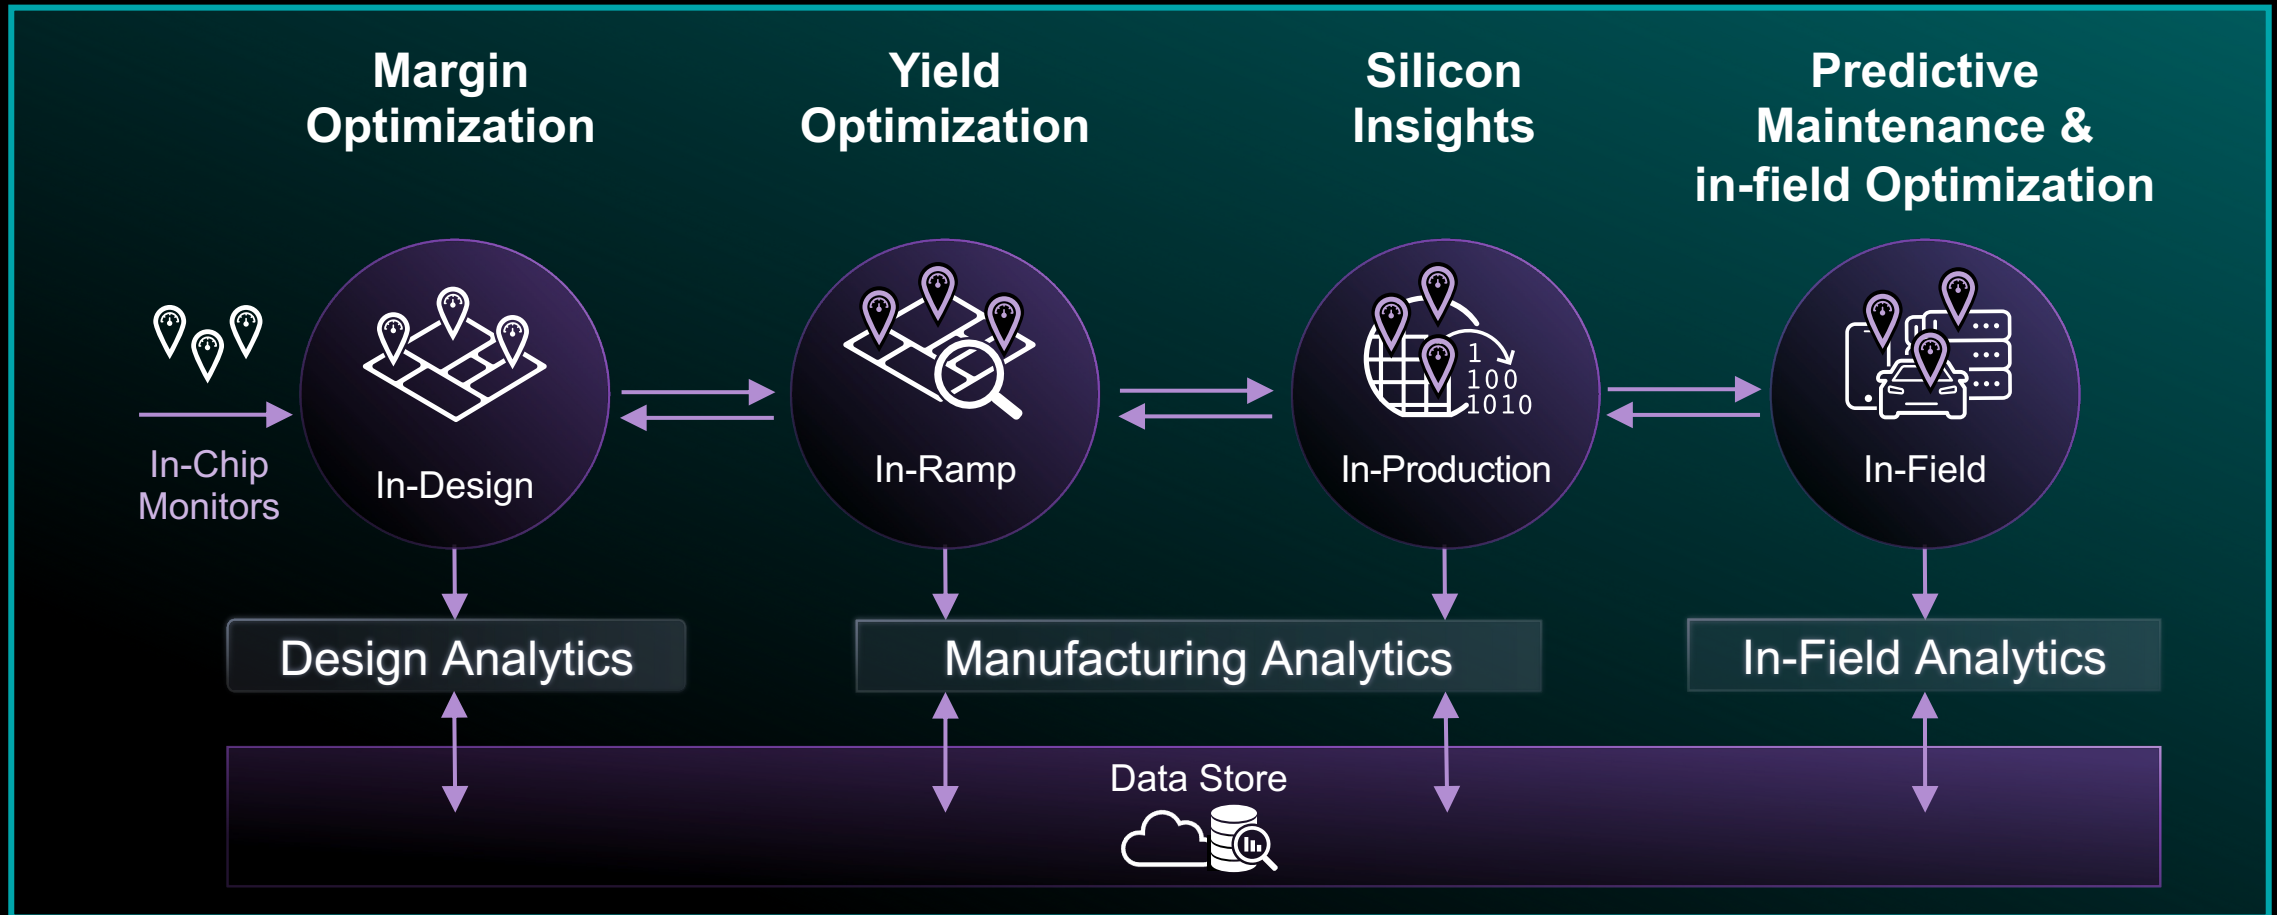 Margin
Optimization
Yield
Optimization
Silicon
Insights
Predictive
Maintenance &
in-field Optimization
In-Chip
Monitors
In-Design
In-Ramp
1
100
1010
In-Production
In-Field
Design Analytics
Manufacturing Analytics
In-Field Analytics
Data Store